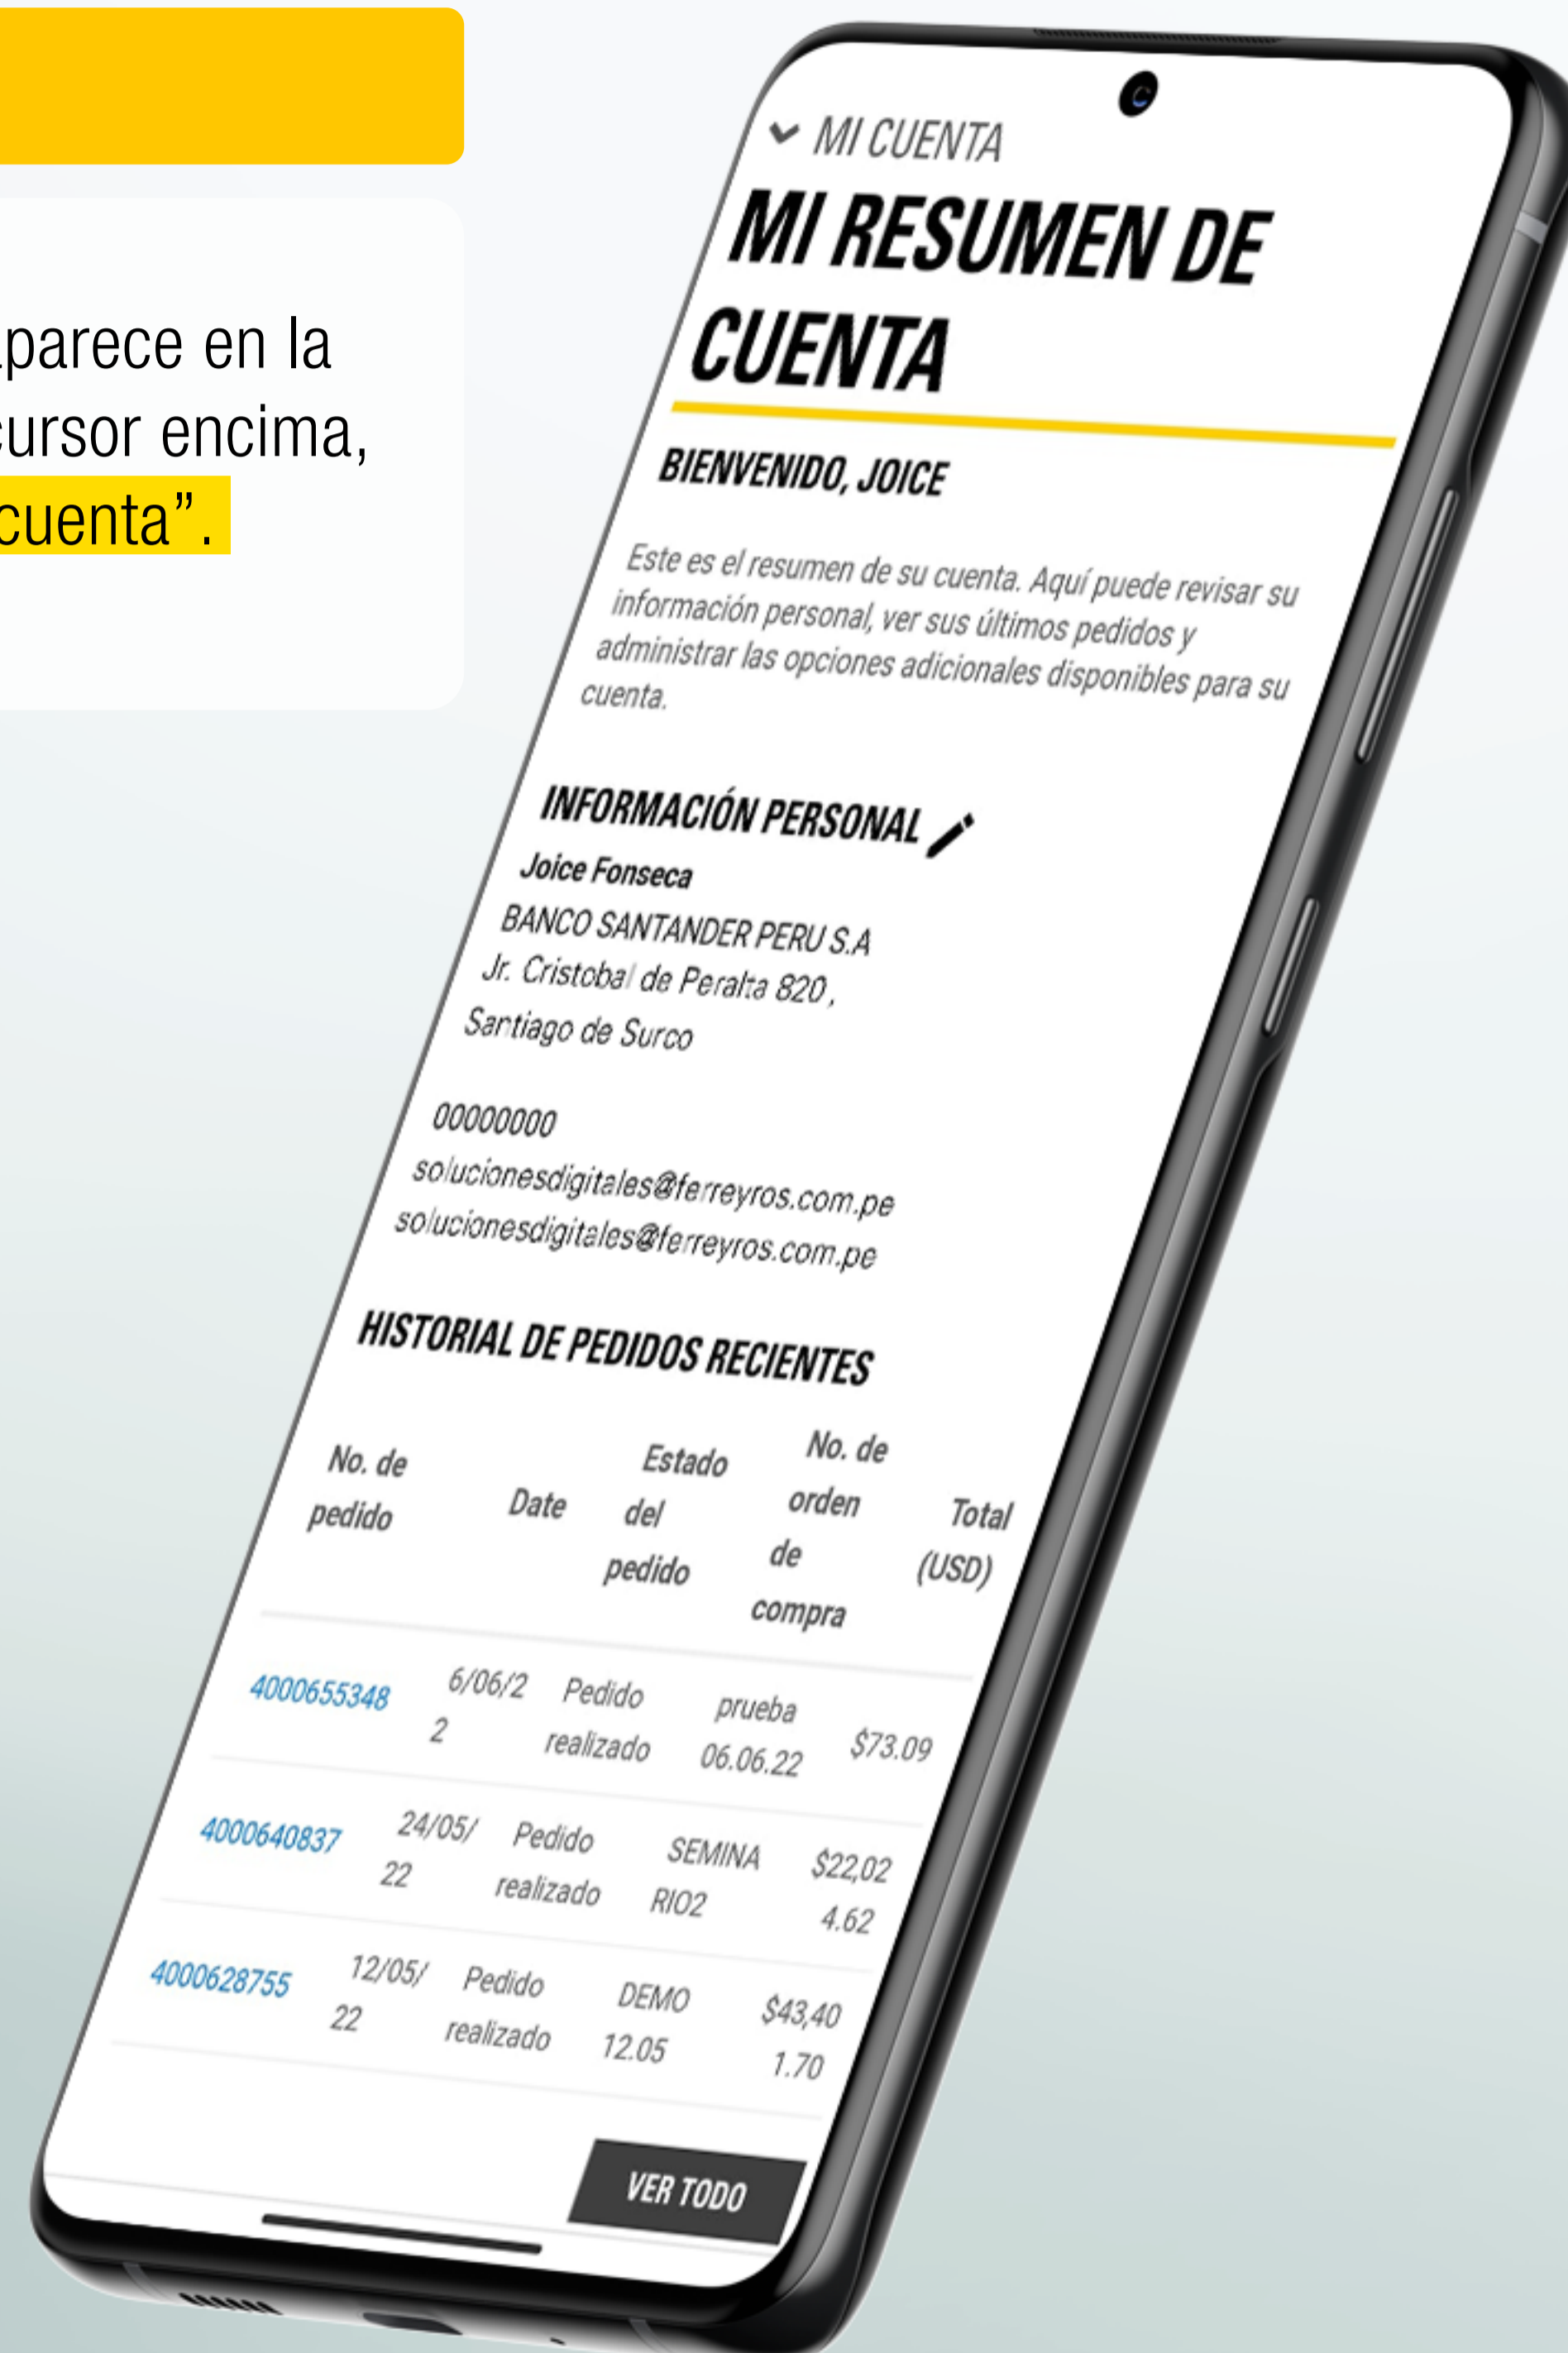 parece en la
cursor encima,
cuenta”.
MI CUENTA
MI RESUMEN DE
CUENTA
BIENVENIDO, JOICE
Este es el resumen de su cuenta. Aquí puede revisar su
información personal, ver sus últimos pedidos y
administrar las opciones adicionales disponibles para su
cuenta.
INFORMACIÓN PERSONAL
Joice Fonseca
BANCO SANTANDER PERU S.A
Jr. Cristobal de Peralta 820 ,
Santiago de Surco
00000000
solucionesdigitales@ferreyros.com.pe
solucionesdigitales@ferreyros.com.pe
HISTORIAL DE PEDIDOS RECIENTES
No. de
pedido
Date
Estado
del
pedido
No. de
orden
de
compra
Total
(USD)
4000655348
6/06/2
2
Pedido
realizado
prueba
06.06.22
$73.09
4000640837
24/05/
22
Pedido
realizado
SEMINA
RIO2
$22,02
4.62
4000628755
12/05/
22
Pedido
realizado
DEMO
12.05
$43,40
1.70
VER TODO